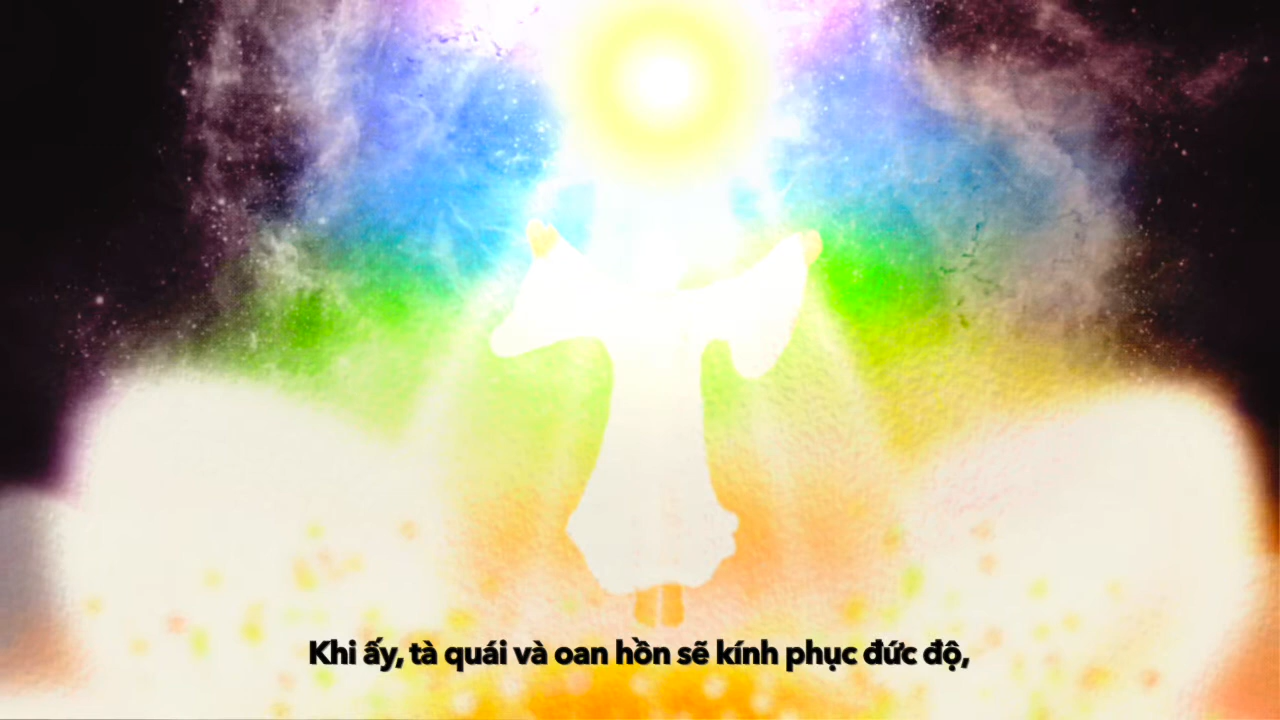 Khi ấy, tà quái và oan hồn sẽ kính phục đức độ,